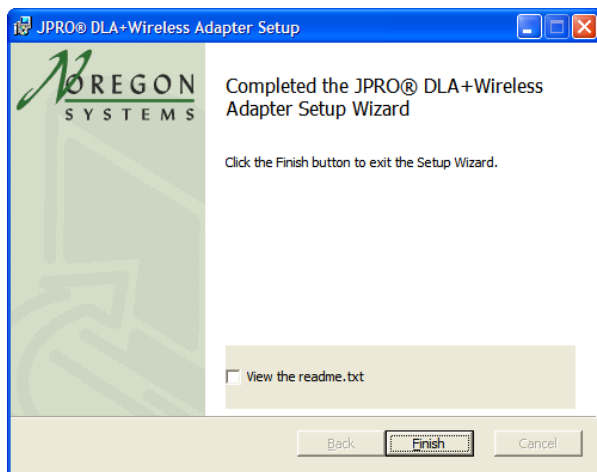 JPRO® DLA+Wireless Adapter Setup
NOREGON
SYSTEMS
Completed the JPRO® DLA+Wireless
Adapter Setup Wizard
Click the Finish button to exit the Setup Wizard.
View the readme.txt
Back
Finish
Cancel